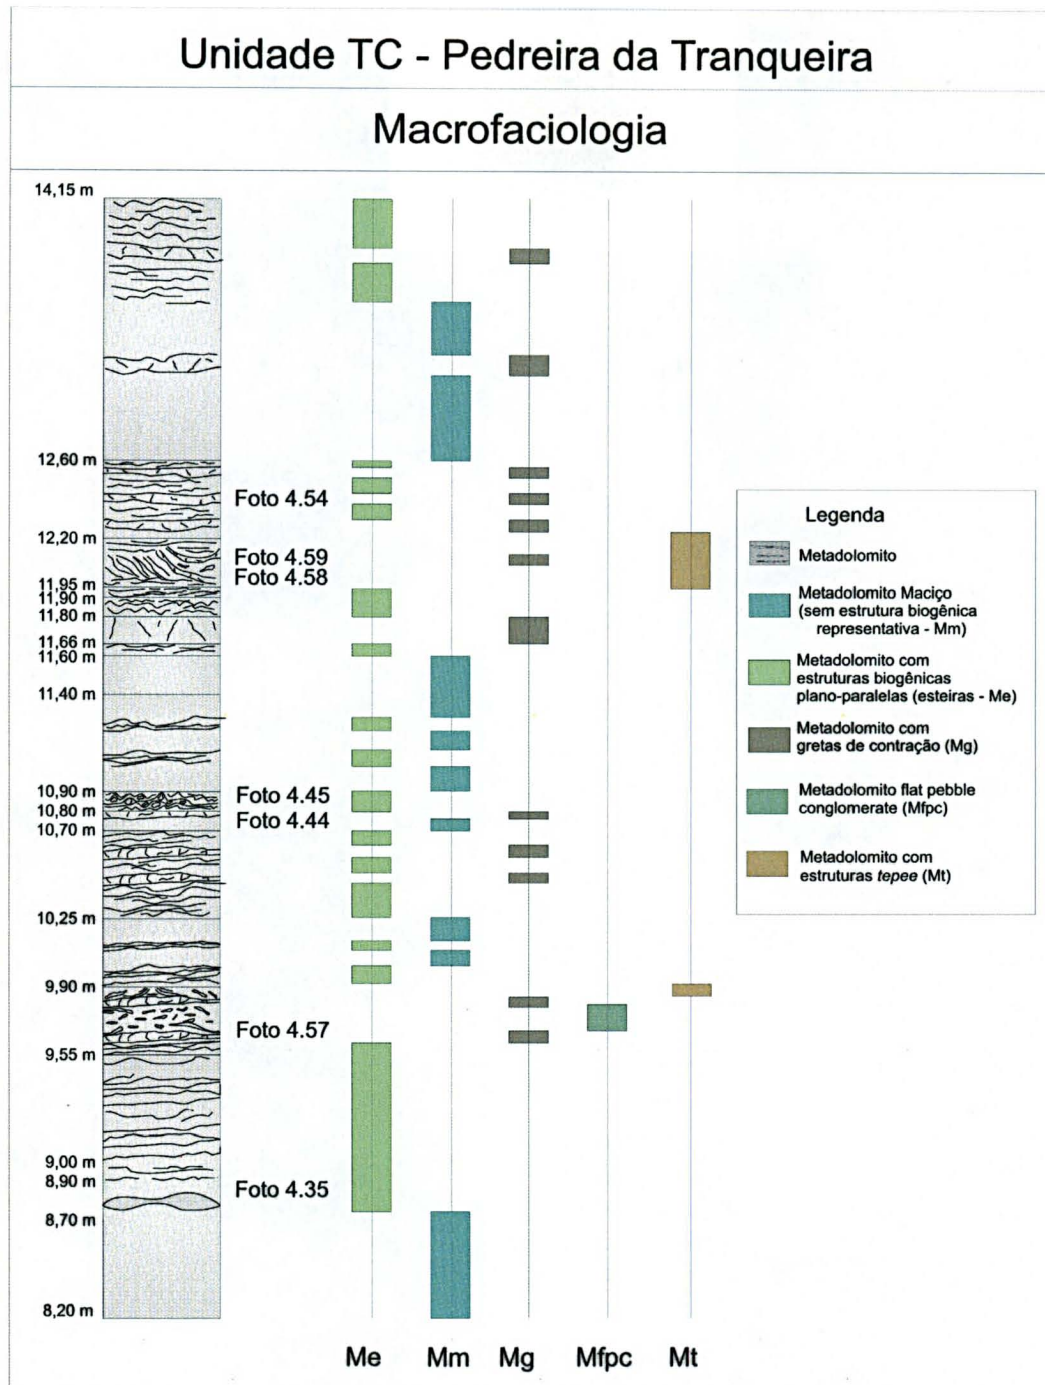 Unidade TC - Pedreira da Tranqueira
Macrofaciologia
14,15 m
12,60 m
Foto 4.54
12,20 m
Foto 4.59
Foto 4.58
11,95 m
11,90 m
11,80 m
11,66 m
11,60 m
11,40 m
10,90 m
Foto 4.45
10,80 m
Foto 4.44
10,70 m
10,25 m
9,90 m
Foto 4.57
9,55 m
9,00 m
8,90 m
Foto 4.35
8,70 m
8,20 m
Me Mm Mg Mfpc Mt
Legenda
Metadolomito
Metadolomito Maciço
(sem estrutura biogênica
representativa - Mm)
Metadolomito com
estruturas biogênicas
plano-paralelas (esteiras - Me)
Metadolomito com
gretas de contração (Mg)
Metadolomito flat pebble
conglomerate (Mfpc)
Metadolomito com
estruturas tepee (Mt)